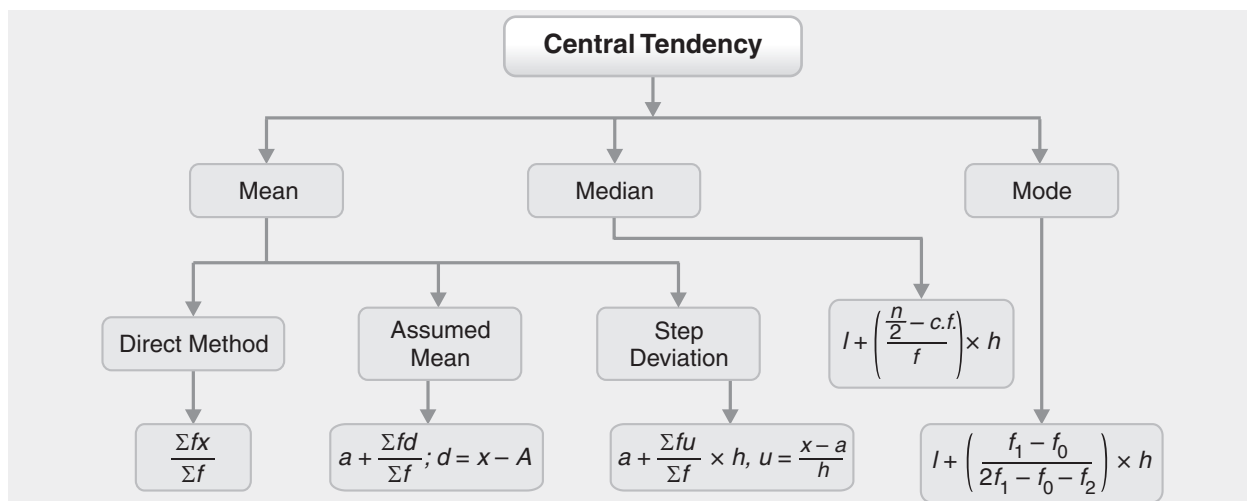 Central Tendency
Mean
Median
Mode
Direct Method
Assumed
Mean
Step
Deviation
l + ( (n/2 – c.f.) / f ) × h
Σfx / Σf
a + Σfd / Σf ; d = x – A
a + Σfu / Σf × h, u = (x – a) / h
l + ( (f₁ – f₀) / (2f₁ – f₀ – f₂) ) × h